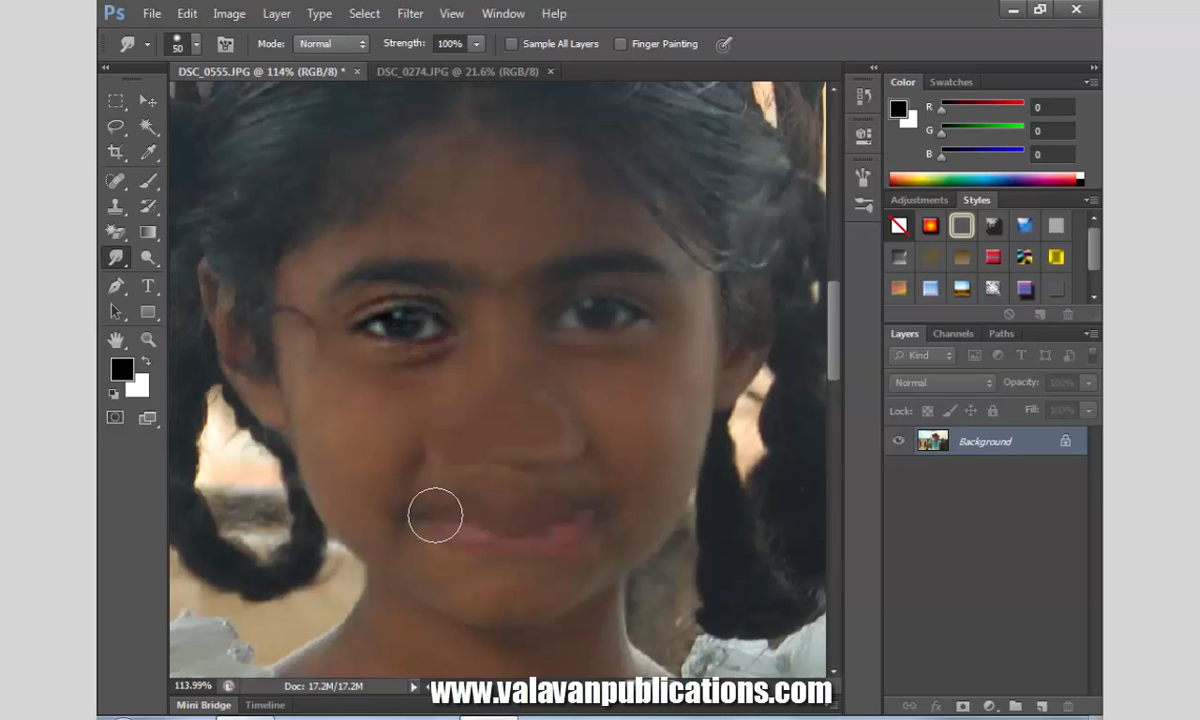 Ps File Edit Image Layer Type Select Filter View Window Help
50 Mode: Normal Strength: 100% Sample All Layers Finger Painting
DSC_0555.JPG @ 114% (RGB/8) * × DSC_0274.JPG @ 21.6% (RGB/8) ×
Color Swatches
R 0
G 0
B 0
Adjustments Styles
Layers Channels Paths
Kind
Normal Opacity: 100%
Lock: Fill: 100%
Background
113.99% Doc: 17.2M/17.2M
www.valavanpublications.com
Mini Bridge Timeline